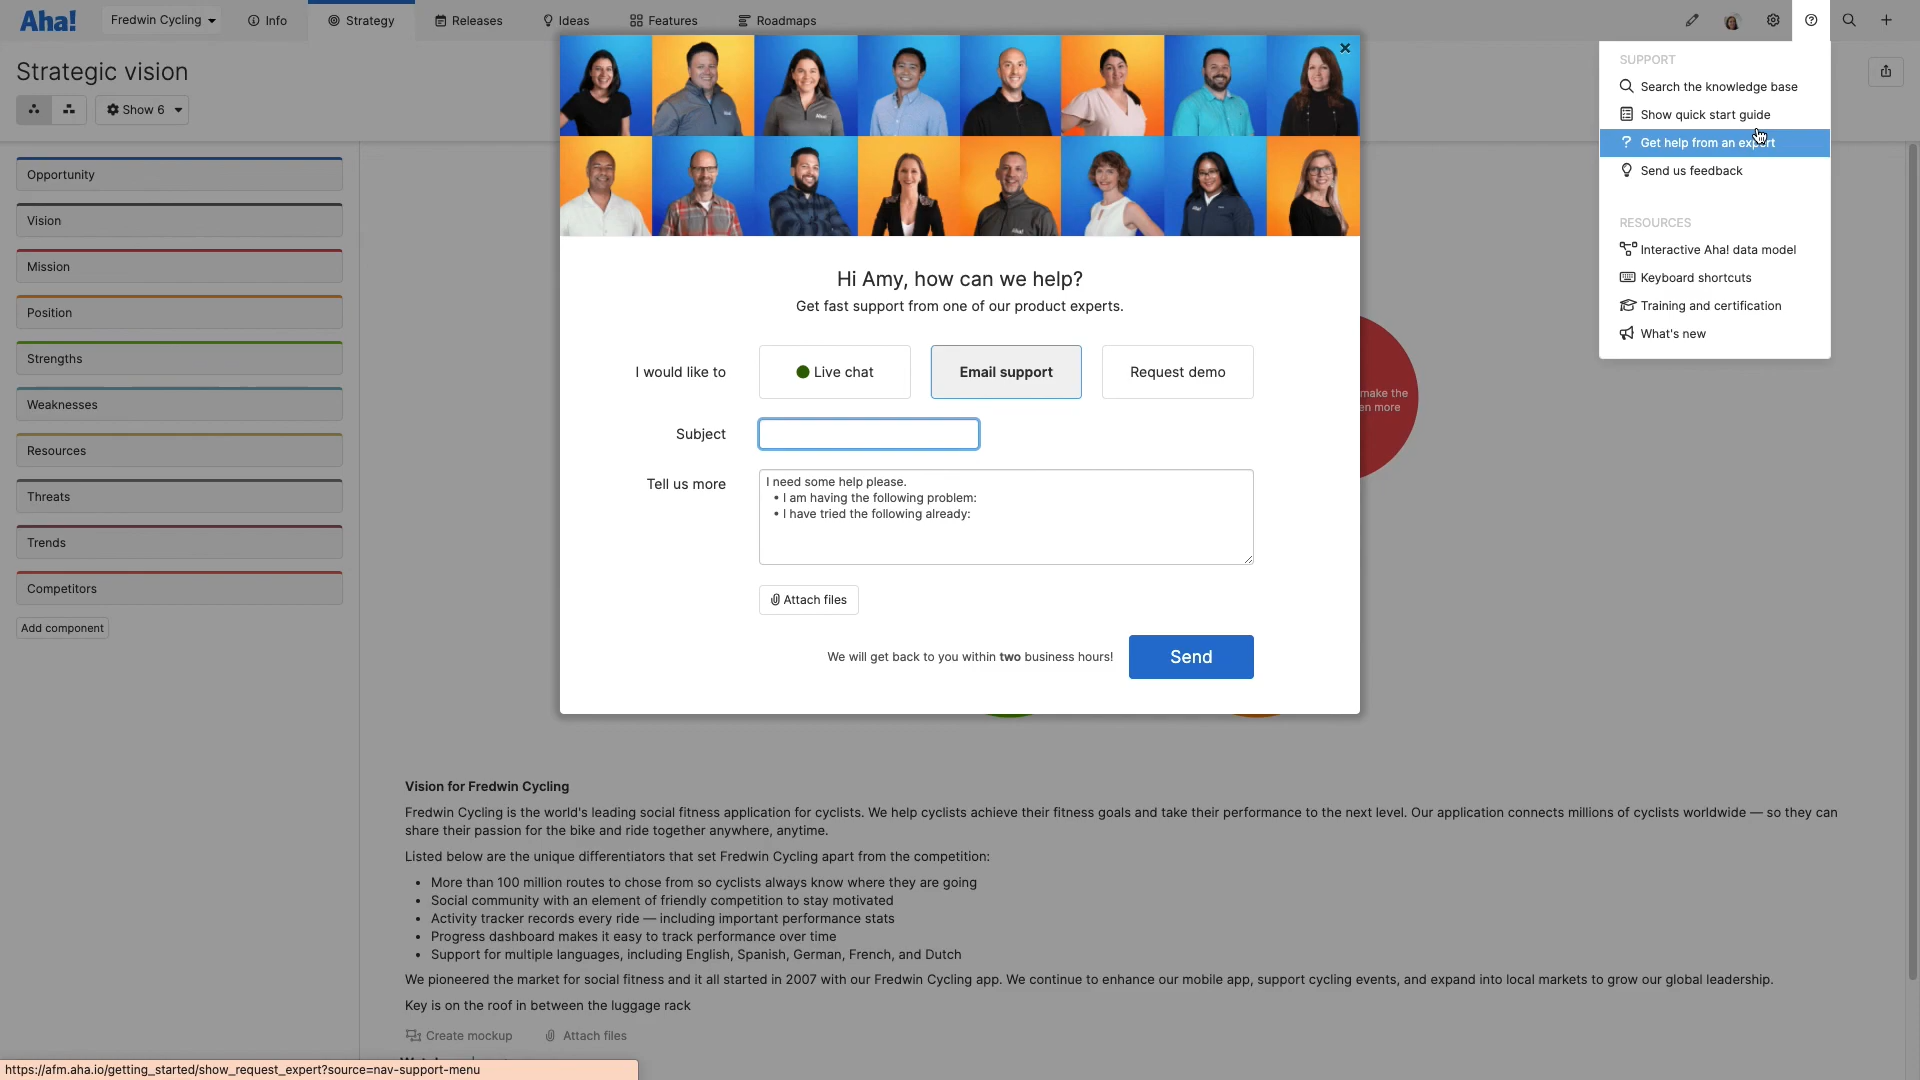 Aha!
Fredwin Cycling
Info
Strategy
Releases
Ideas
Features
Roadmaps
Strategic vision
Show 6
Opportunity
Vision
Mission
Position
Strengths
Weaknesses
Resources
Threats
Trends
Competitors
Add component
Hi Amy, how can we help?
Get fast support from one of our product experts.
I would like to
Live chat
Email support
Request demo
Subject
Tell us more
I need some help please.
• I am having the following problem:
• I have tried the following already:
Attach files
We will get back to you within two business hours!
Send
SUPPORT
Search the knowledge base
Show quick start guide
Get help from an expert
Send us feedback
RESOURCES
Interactive Aha! data model
Keyboard shortcuts
Training and certification
What's new
make the
en more
Vision for Fredwin Cycling
Fredwin Cycling is the world's leading social fitness application for cyclists. We help cyclists achieve their fitness goals and take their performance to the next level. Our application connects millions of cyclists worldwide — so they can
share their passion for the bike and ride together anywhere, anytime.
Listed below are the unique differentiators that set Fredwin Cycling apart from the competition:
• More than 100 million routes to chose from so cyclists always know where they are going
• Social community with an element of friendly competition to stay motivated
• Activity tracker records every ride — including important performance stats
• Progress dashboard makes it easy to track performance over time
• Support for multiple languages, including English, Spanish, German, French, and Dutch
We pioneered the market for social fitness and it all started in 2007 with our Fredwin Cycling app. We continue to enhance our mobile app, support cycling events, and expand into local markets to grow our global leadership.
Key is on the roof in between the luggage rack
Create mockup
Attach files
https://afm.aha.io/getting_started/show_request_expert?source=nav-support-menu